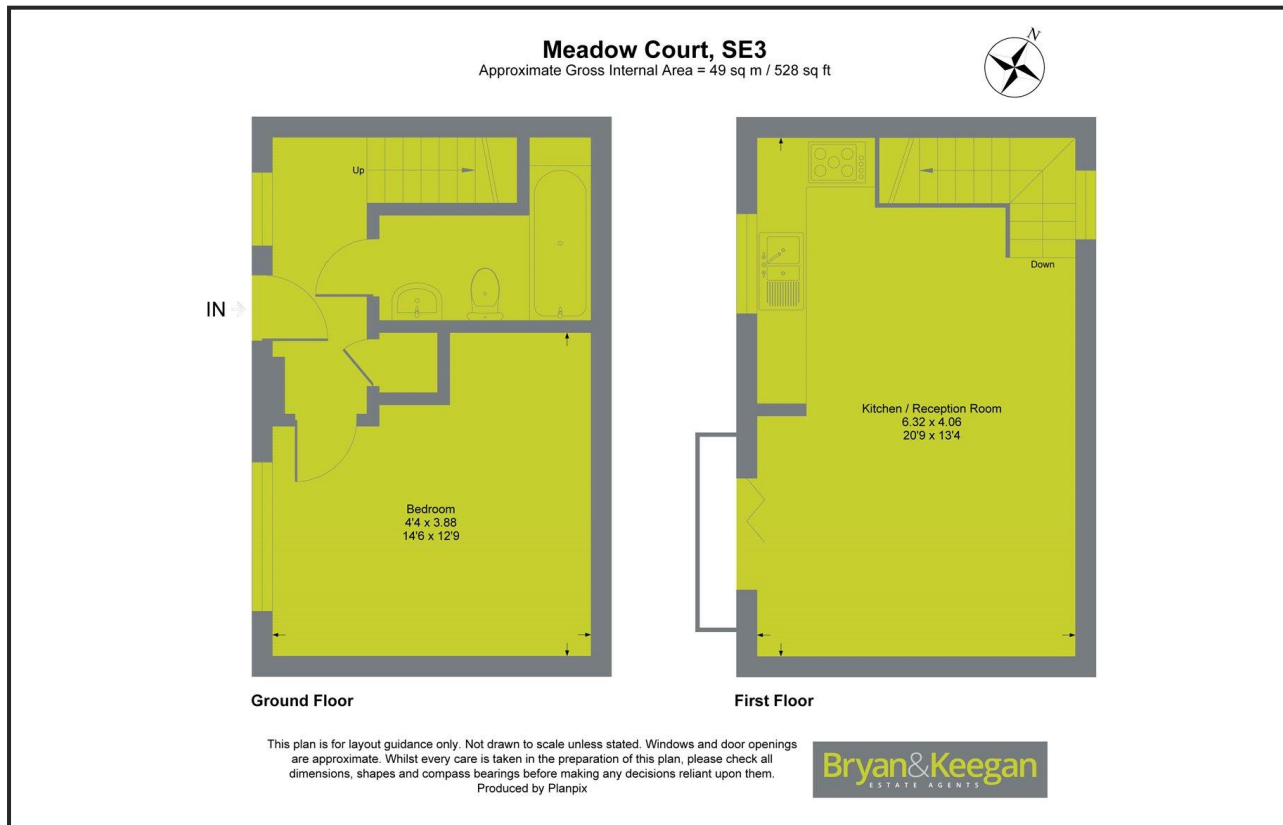 Meadow Court, SE3
Approximate Gross Internal Area = 49 sq m / 528 sq ft
N
Up
IN
Bedroom
4'4 x 3.88
14'6 x 12'9
Ground Floor
Down
Kitchen / Reception Room
6.32 x 4.06
20'9 x 13'4
First Floor
This plan is for layout guidance only. Not drawn to scale unless stated. Windows and door openings
are approximate. Whilst every care is taken in the preparation of this plan, please check all
dimensions, shapes and compass bearings before making any decisions reliant upon them.
Produced by Planpix
Bryan&Keegan
ESTATE AGENTS